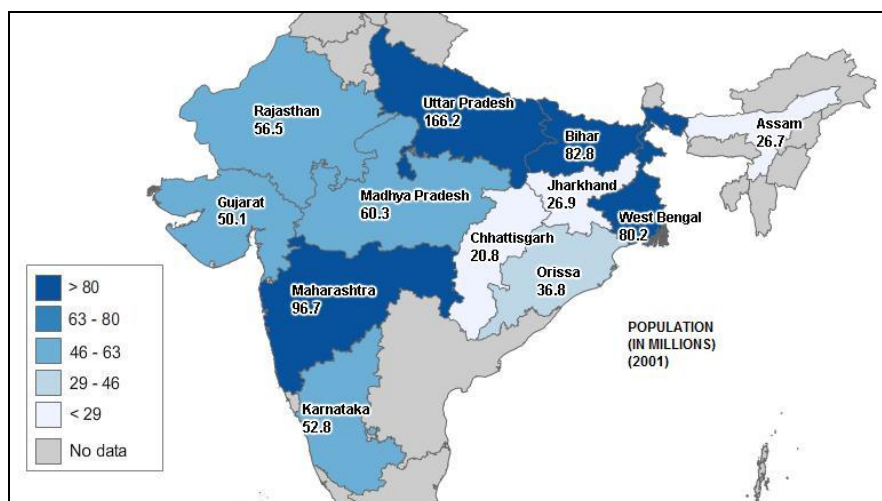 Rajasthan
56.5
Uttar Pradesh
166.2
Bihar
82.8
Assam
26.7
Gujarat
50.1
Madhya Pradesh
60.3
Jharkhand
26.9
West Bengal
80.2
Chhattisgarh
20.8
Orissa
36.8
Maharashtra
96.7
Karnataka
52.8
> 80
63 - 80
46 - 63
29 - 46
< 29
No data
POPULATION
(IN MILLIONS)
(2001)